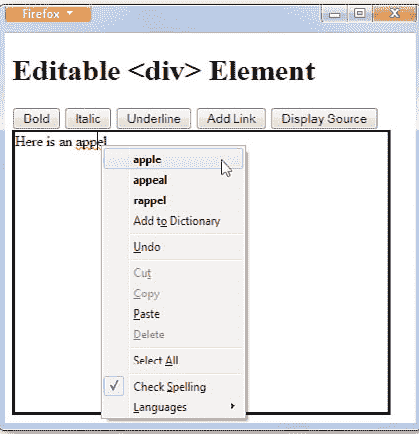 Firefox
Editable <div> Element
Bold Italic Underline Add Link Display Source
Here is an appel
apple
appeal
rappel
Add to Dictionary
Undo
Cut
Copy
Paste
Delete
Select All
Check Spelling
Languages